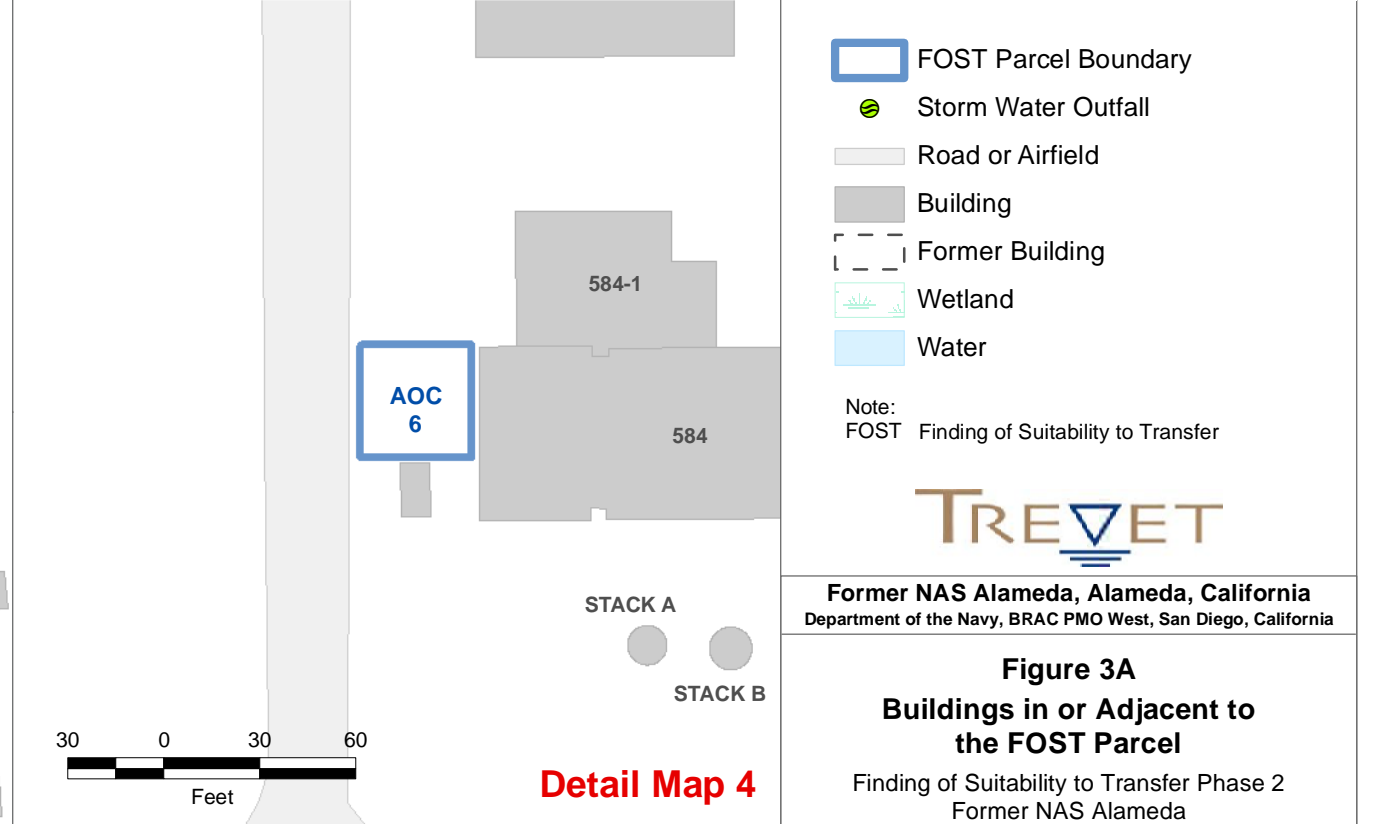 584-1
AOC
6
584
STACK A
STACK B
30 0 30 60
Feet
Detail Map 4
FOST Parcel Boundary
Storm Water Outfall
Road or Airfield
Building
Former Building
Wetland
Water
Note:
FOST Finding of Suitability to Transfer
TREVET
Former NAS Alameda, Alameda, California
Department of the Navy, BRAC PMO West, San Diego, California
Figure 3A
Buildings in or Adjacent to
the FOST Parcel
Finding of Suitability to Transfer Phase 2
Former NAS Alameda